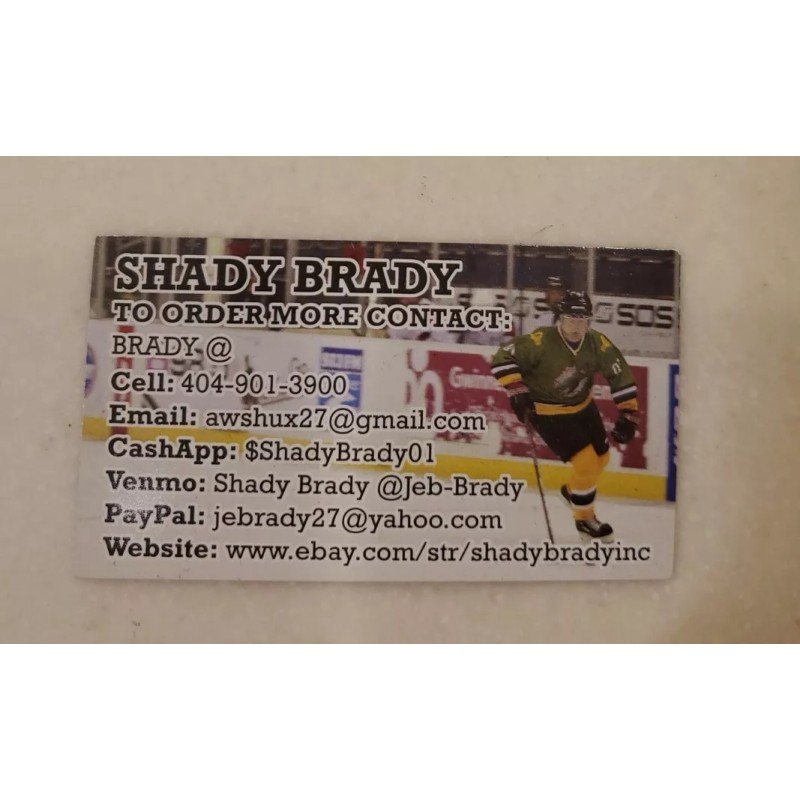 SHADY BRADY
TO ORDER MORE CONTACT:
BRADY @
Cell: 404-901-3900
Email: awshux27@gmail.com
CashApp: $ShadyBrady01
Venmo: Shady Brady @Jeb-Brady
PayPal: jebrady27@yahoo.com
Website: www.ebay.com/str/shadybradyinc
SOS